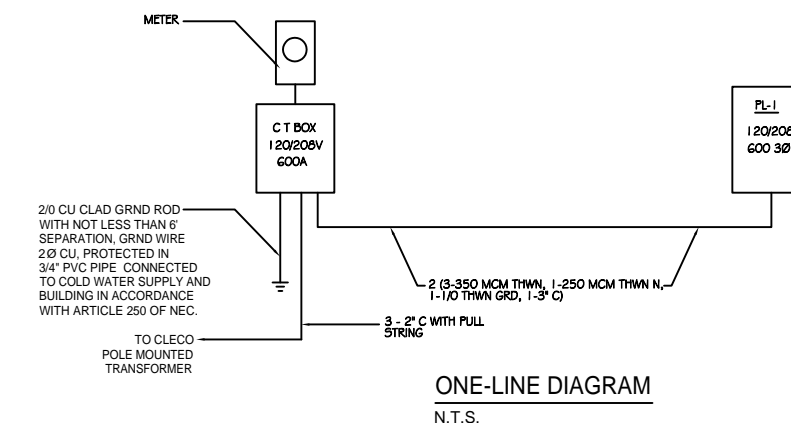 METER
C T BOX
120/208V
600A
PL-1
120/208
600 3Ø
2/0 CU CLAD GRND ROD
WITH NOT LESS THAN 6'
SEPARATION, GRND WIRE
2Ø CU, PROTECTED IN
3/4" PVC PIPE CONNECTED
TO COLD WATER SUPPLY AND
BUILDING IN ACCORDANCE
WITH ARTICLE 250 OF NEC.
2 (3-350 MCM THWN, 1-250 MCM THWN N,
1-1/0 THWN GRD, 1-3" C)
3 - 2" C WITH PULL
STRING
TO CLECO
POLE MOUNTED
TRANSFORMER
ONE-LINE DIAGRAM
N.T.S.